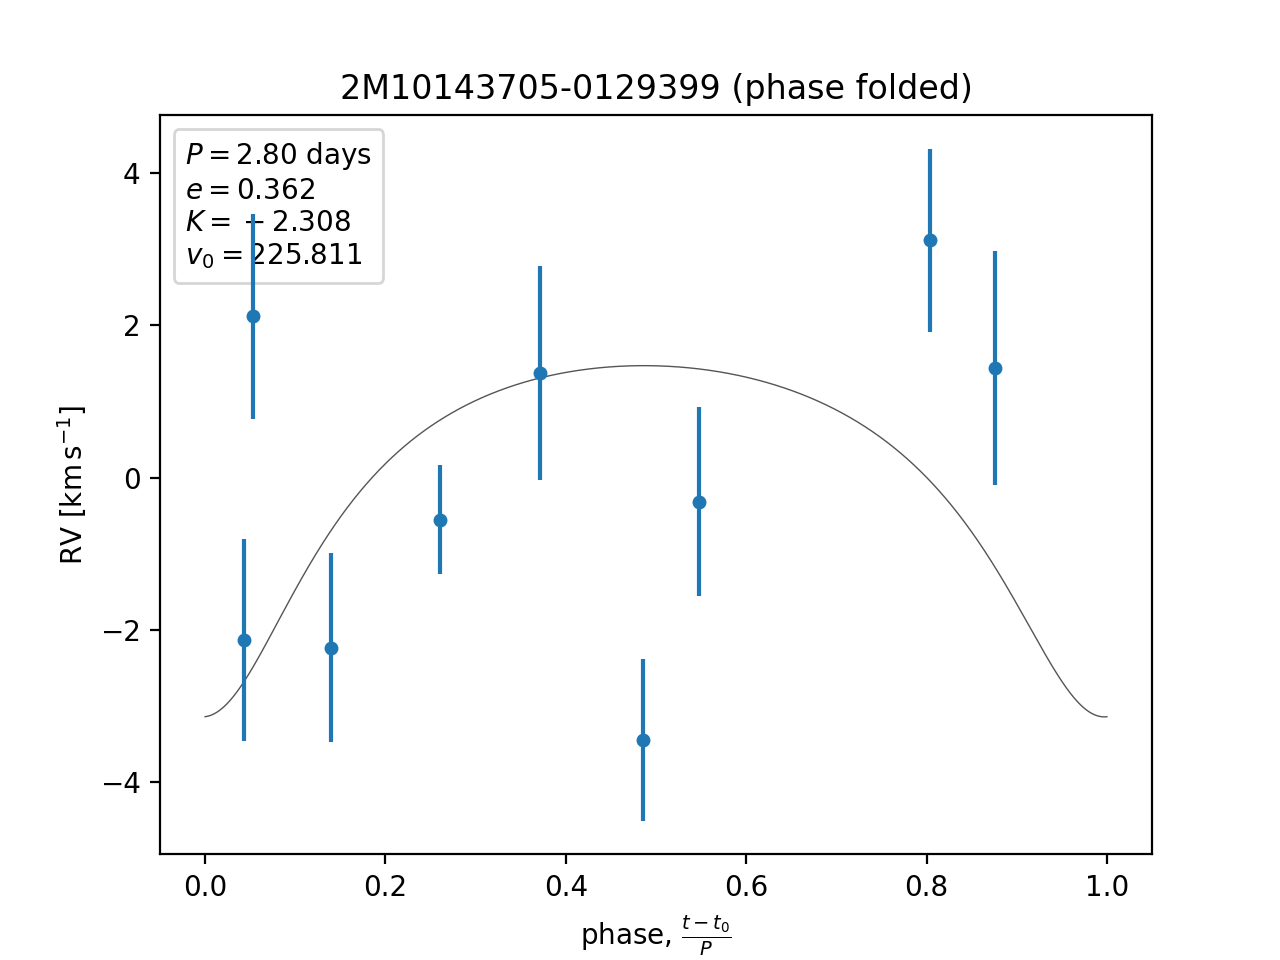 2M10143705-0129399 (phase folded)
P = 2.80 days
e = 0.362
K = −2.308
v₀ = 225.811
RV [km s⁻¹]
4
2
0
−2
−4
0.0 0.2 0.4 0.6 0.8 1.0
phase, (t − t₀)/P